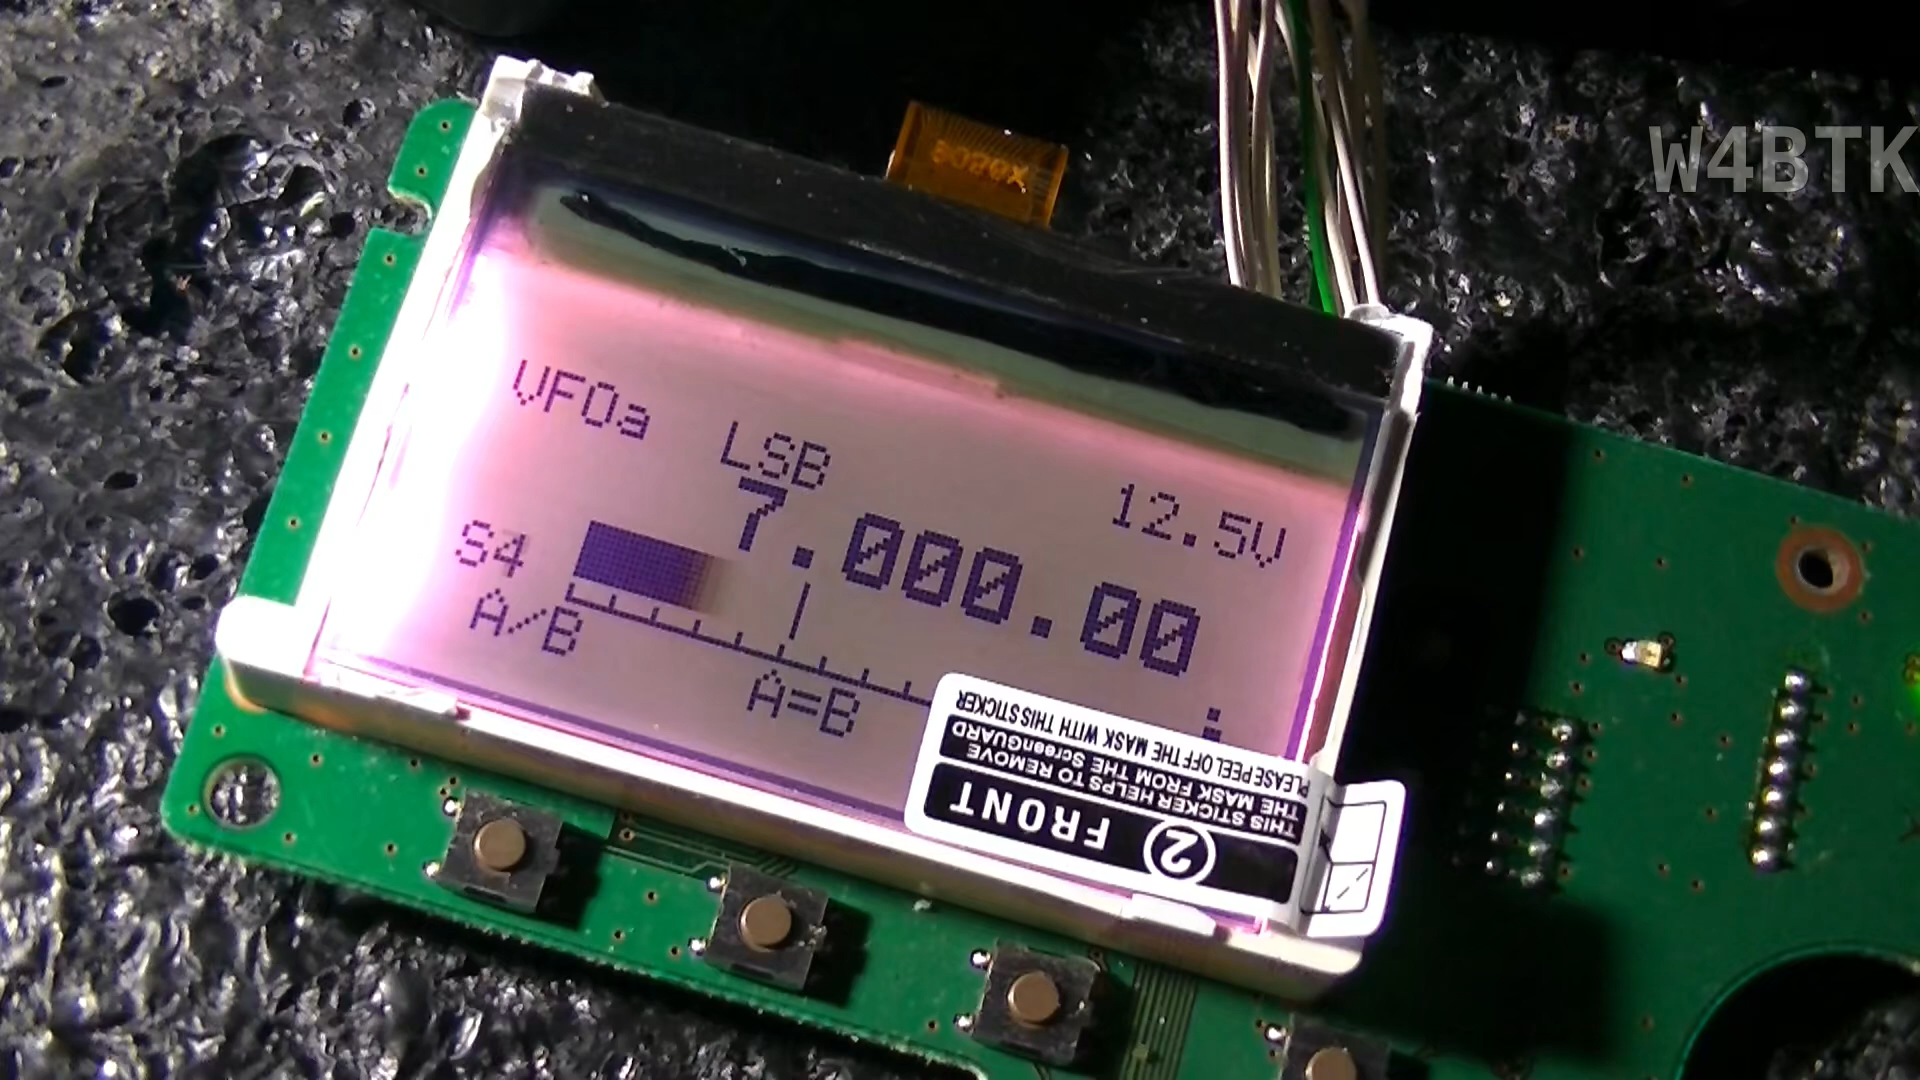 W4BTK
VFOa LSB 12.5V
7.000.00
S4
A/B A=B
2 FRONT
THIS STICKER HELPS TO REMOVE
THE MASK FROM THE ScreenGUARD
PLEASE PEEL OFF THE MASK WITH THIS STICKER